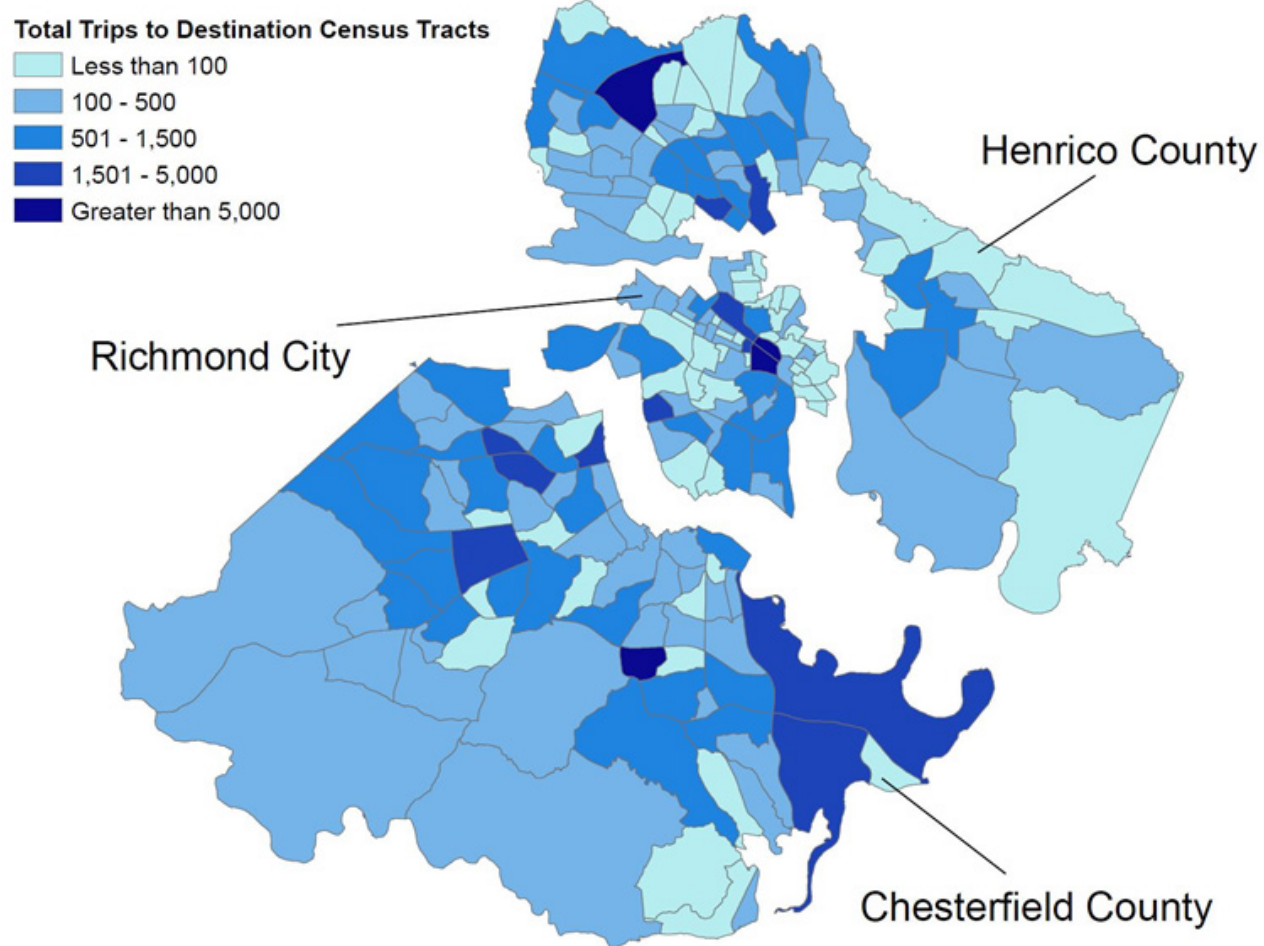 Total Trips to Destination Census Tracts
Less than 100
100 - 500
501 - 1,500
1,501 - 5,000
Greater than 5,000
Henrico County
Richmond City
Chesterfield County